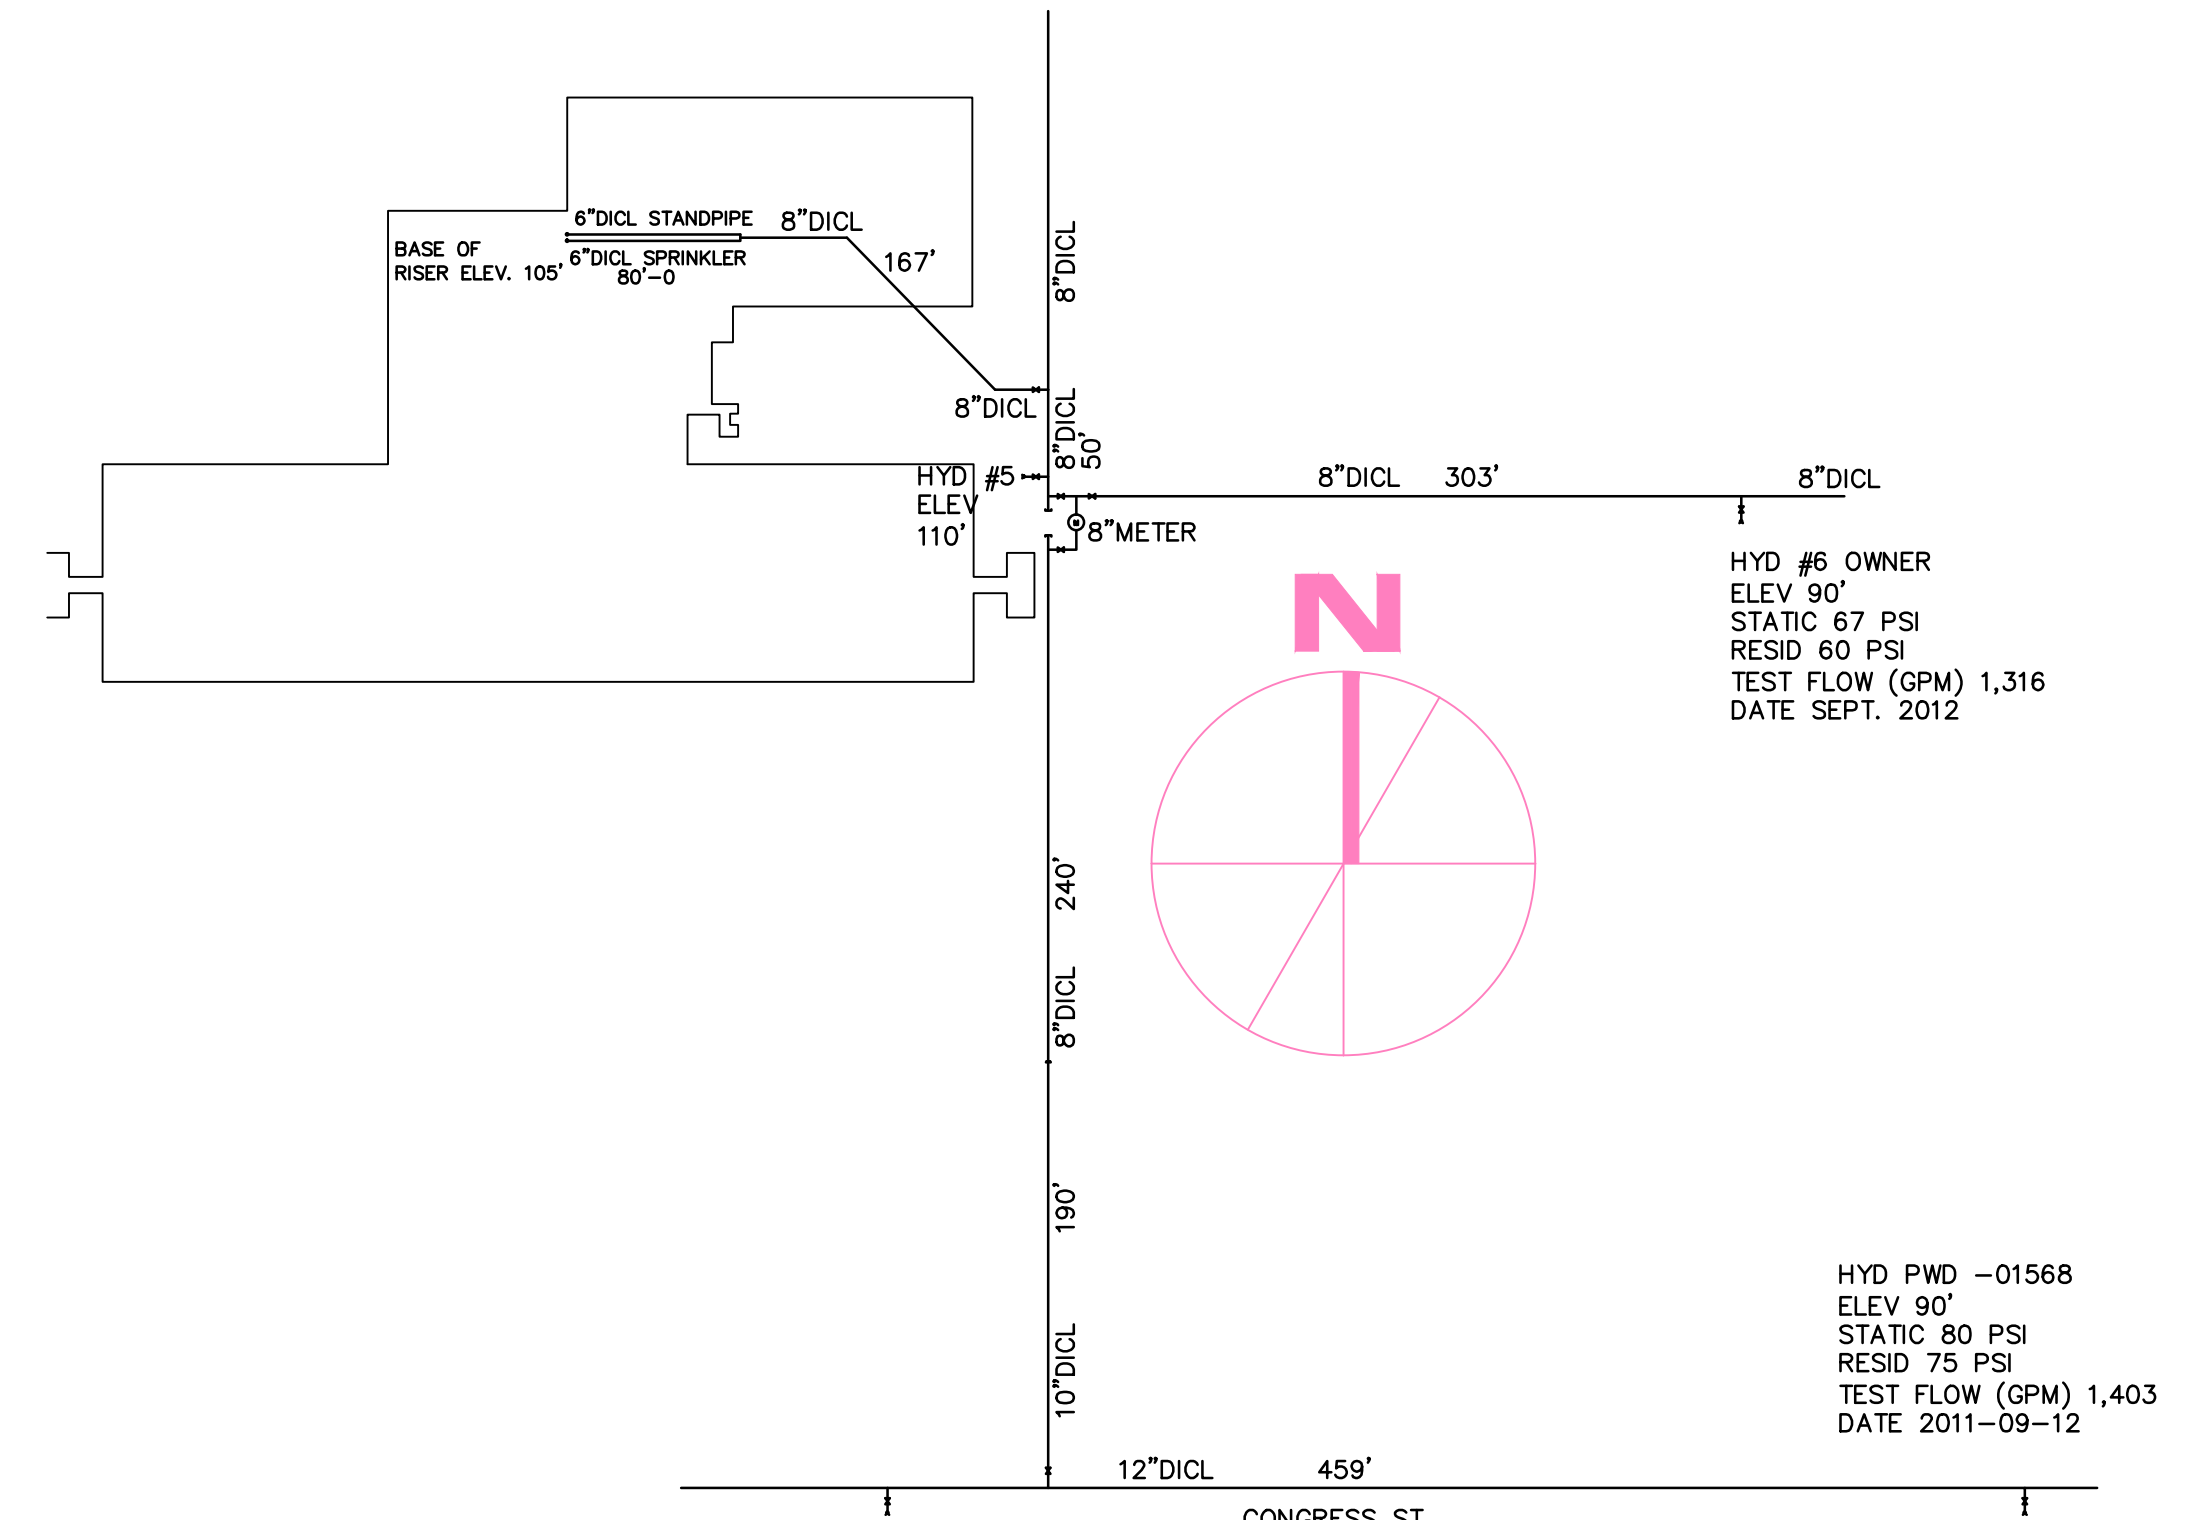 6"DICL STANDPIPE
8"DICL
BASE OF
RISER ELEV. 105'
6"DICL SPRINKLER
80'-0
167'
8"DICL
8"DICL
8"DICL
50'
HYD #5
ELEV
110'
8"DICL 303'
8"DICL
8"METER
HYD #6 OWNER
ELEV 90'
STATIC 67 PSI
RESID 60 PSI
TEST FLOW (GPM) 1,316
DATE SEPT. 2012
N
8"DICL 240'
10"DICL 190'
HYD PWD -01568
ELEV 90'
STATIC 80 PSI
RESID 75 PSI
TEST FLOW (GPM) 1,403
DATE 2011-09-12
12"DICL 459'
CONGRESS ST